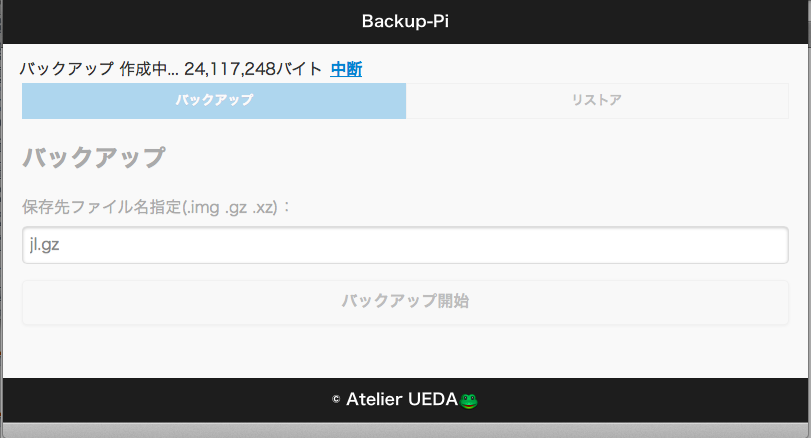 Backup-Pi
バックアップ 作成中... 24,117,248バイト 中断
バックアップ リストア
バックアップ
保存先ファイル名指定(.img .gz .xz)：
jl.gz
バックアップ開始
© Atelier UEDA🐸